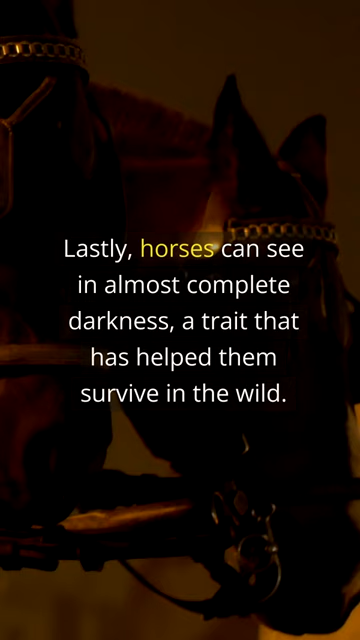 Lastly, horses can see
in almost complete
darkness, a trait that
has helped them
survive in the wild.